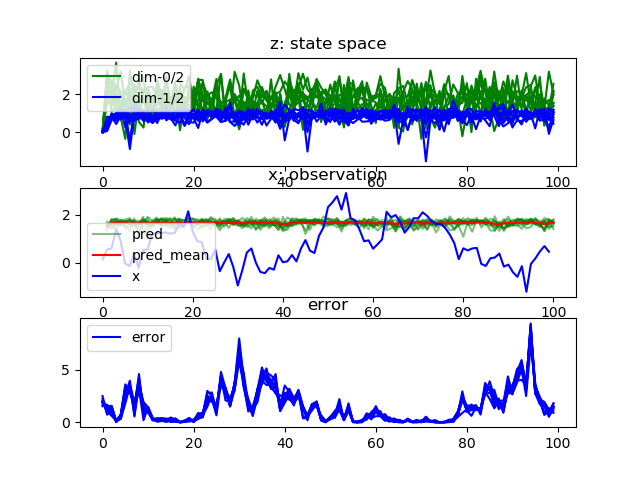 z: state space
dim-0/2
dim-1/2
2
0
0 20 40 60 80 100
x: observation
2
0
pred
pred_mean
x
0 20 40 60 80 100
error
error
5
0
0 20 40 60 80 100